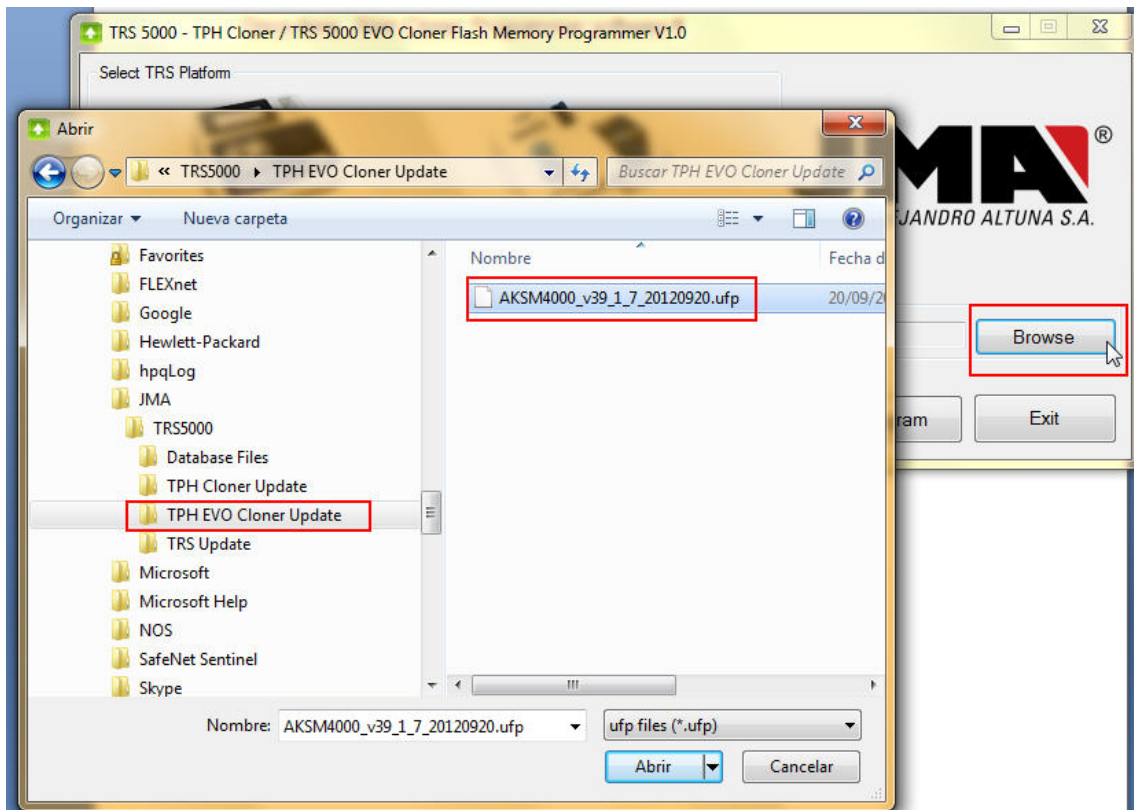 TRS 5000 - TPH Cloner / TRS 5000 EVO Cloner Flash Memory Programmer V1.0
Select TRS Platform
MA®
JANDRO ALTUNA S.A.
Browse
ram
Exit
Abrir
« TRS5000 ▸ TPH EVO Cloner Update
Buscar TPH EVO Cloner Update
Organizar
Nueva carpeta
Favorites
FLEXnet
Google
Hewlett-Packard
hpqLog
JMA
TRS5000
Database Files
TPH Cloner Update
TPH EVO Cloner Update
TRS Update
Microsoft
Microsoft Help
NOS
SafeNet Sentinel
Skype
Nombre
Fecha d
AKSM4000_v39_1_7_20120920.ufp
20/09/20
Nombre: AKSM4000_v39_1_7_20120920.ufp
ufp files (*.ufp)
Abrir
Cancelar